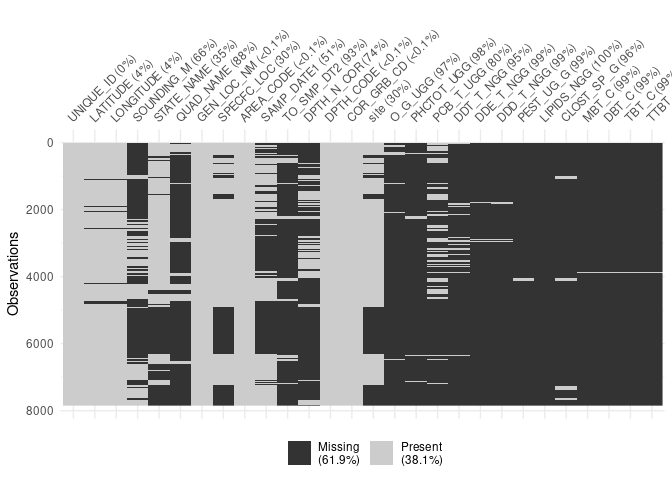 UNIQUE_ID (0%)
LATITUDE (4%)
LONGITUDE (4%)
SOUNDING_M (66%)
STATE_NAME (35%)
QUAD_NAME (88%)
GEN_LOC_NM (<0.1%)
SPECFC_LOC (30%)
AREA_CODE (<0.1%)
SAMP_DATE1 (51%)
TO_SMP_DT2 (93%)
DPTH_N_COR (74%)
DPTH_CODE (<0.1%)
COR_GRB_CD (<0.1%)
site (30%)
O_G_UGG (97%)
PHCTOT_UGG (98%)
PCB_T_UGG (80%)
DDT_T_NGG (95%)
DDE_T_NGG (99%)
DDD_T_NGG (99%)
PEST_UG_G (99%)
LIPIDS_NGG (100%)
CLOST_SP_G (96%)
MBT_C (99%)
DBT_C (99%)
TBT_C (99%
TTBT_
0
2000
4000
6000
8000
Observations
Missing
(61.9%)
Present
(38.1%)